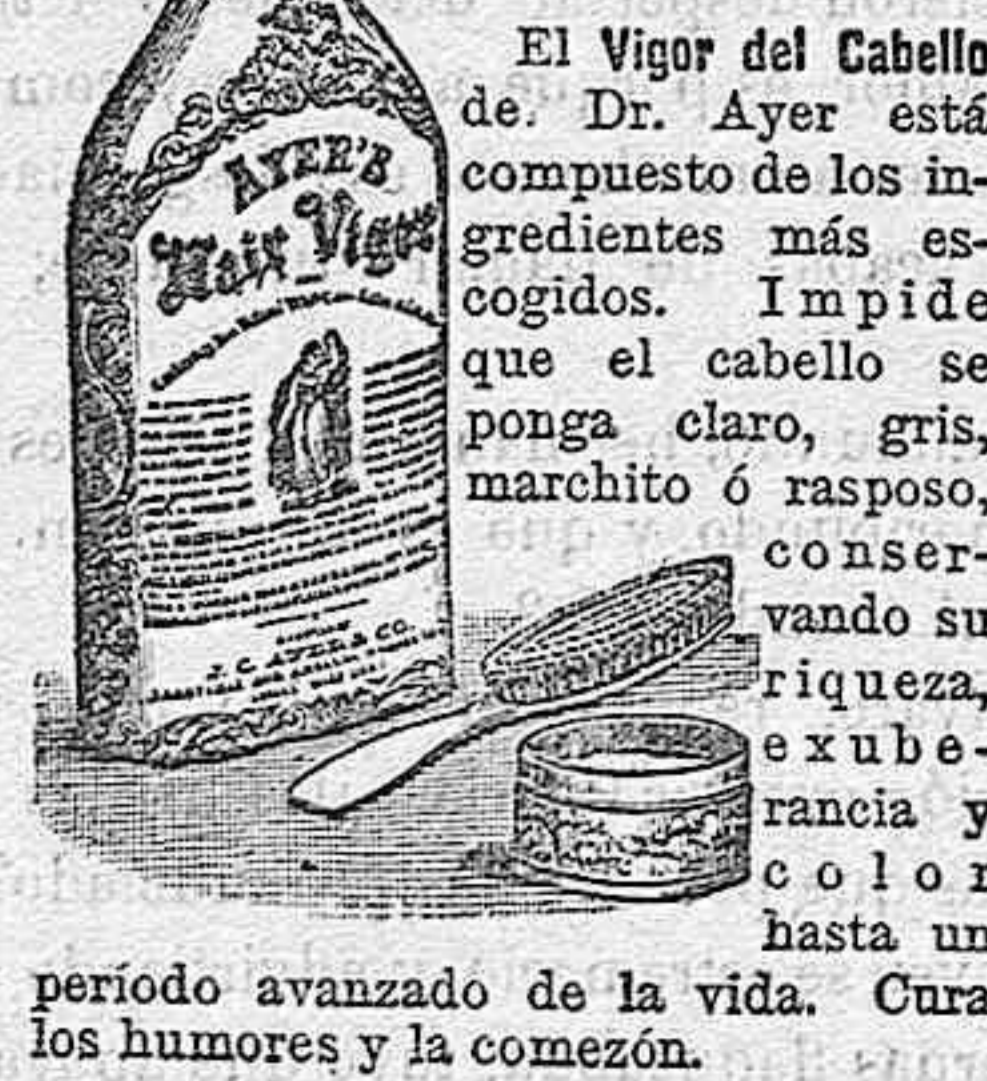 AYER'S
Hair Vigor
J. C. AYER & CO.
El Vigor del Cabello
de. Dr. Ayer está
compuesto de los in-
gredientes más es-
cogidos. Impide
que el cabello se
ponga claro, gris,
marchito ó rasposo,
conser-
vando su
riqueza,
exube-
rancia y
color
hasta un
período avanzado de la vida. Cura
los humores y la comezón.